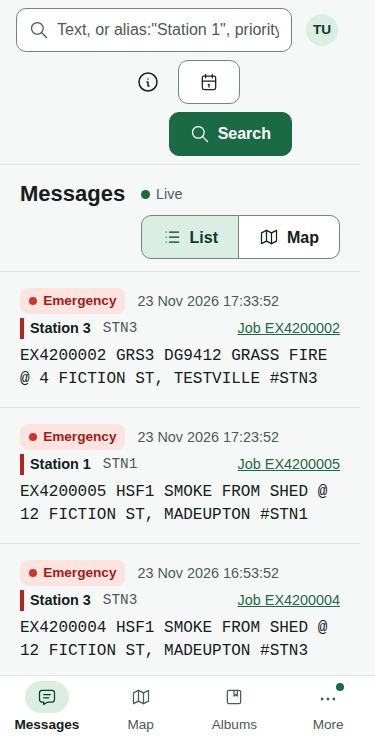 Text, or alias:"Station 1", priority
TU
Search
Messages
Live
List
Map
Emergency 23 Nov 2026 17:33:52
Station 3 STN3 Job EX4200002
EX4200002 GRS3 DG9412 GRASS FIRE
@ 4 FICTION ST, TESTVILLE #STN3
Emergency 23 Nov 2026 17:23:52
Station 1 STN1 Job EX4200005
EX4200005 HSF1 SMOKE FROM SHED @
12 FICTION ST, MADEUPTON #STN1
Emergency 23 Nov 2026 16:53:52
Station 3 STN3 Job EX4200004
EX4200004 HSF1 SMOKE FROM SHED @
12 FICTION ST, MADEUPTON #STN3
Messages Map Albums More